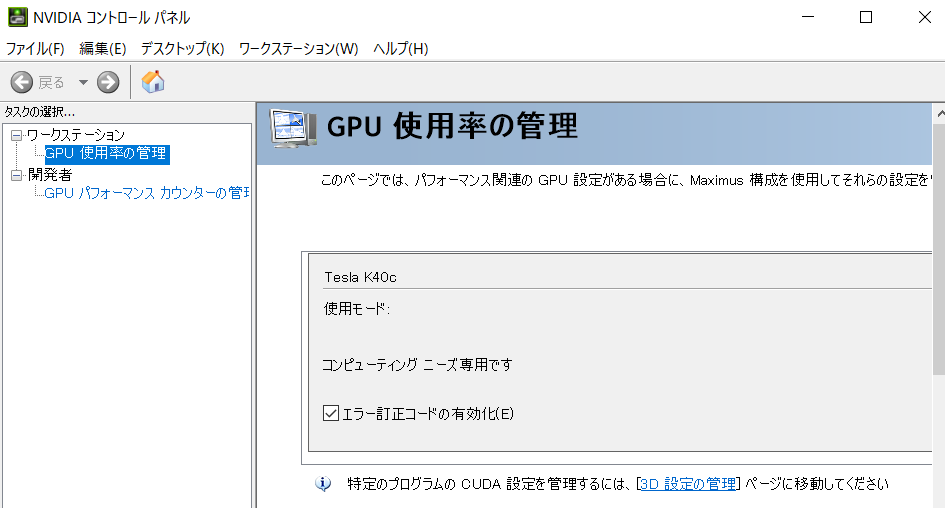 NVIDIA コントロール パネル
ファイル(F) 編集(E) デスクトップ(K) ワークステーション(W) ヘルプ(H)
戻る
タスクの選択...
ワークステーション
GPU 使用率の管理
開発者
GPU パフォーマンス カウンターの管理
GPU 使用率の管理
このページでは、パフォーマンス関連の GPU 設定がある場合に、Maximus 構成を使用してそれらの設定を
Tesla K40c
使用モード:
コンピューティング ニーズ専用です
エラー訂正コードの有効化(E)
特定のプログラムの CUDA 設定を管理するには、[3D 設定の管理] ページに移動してください